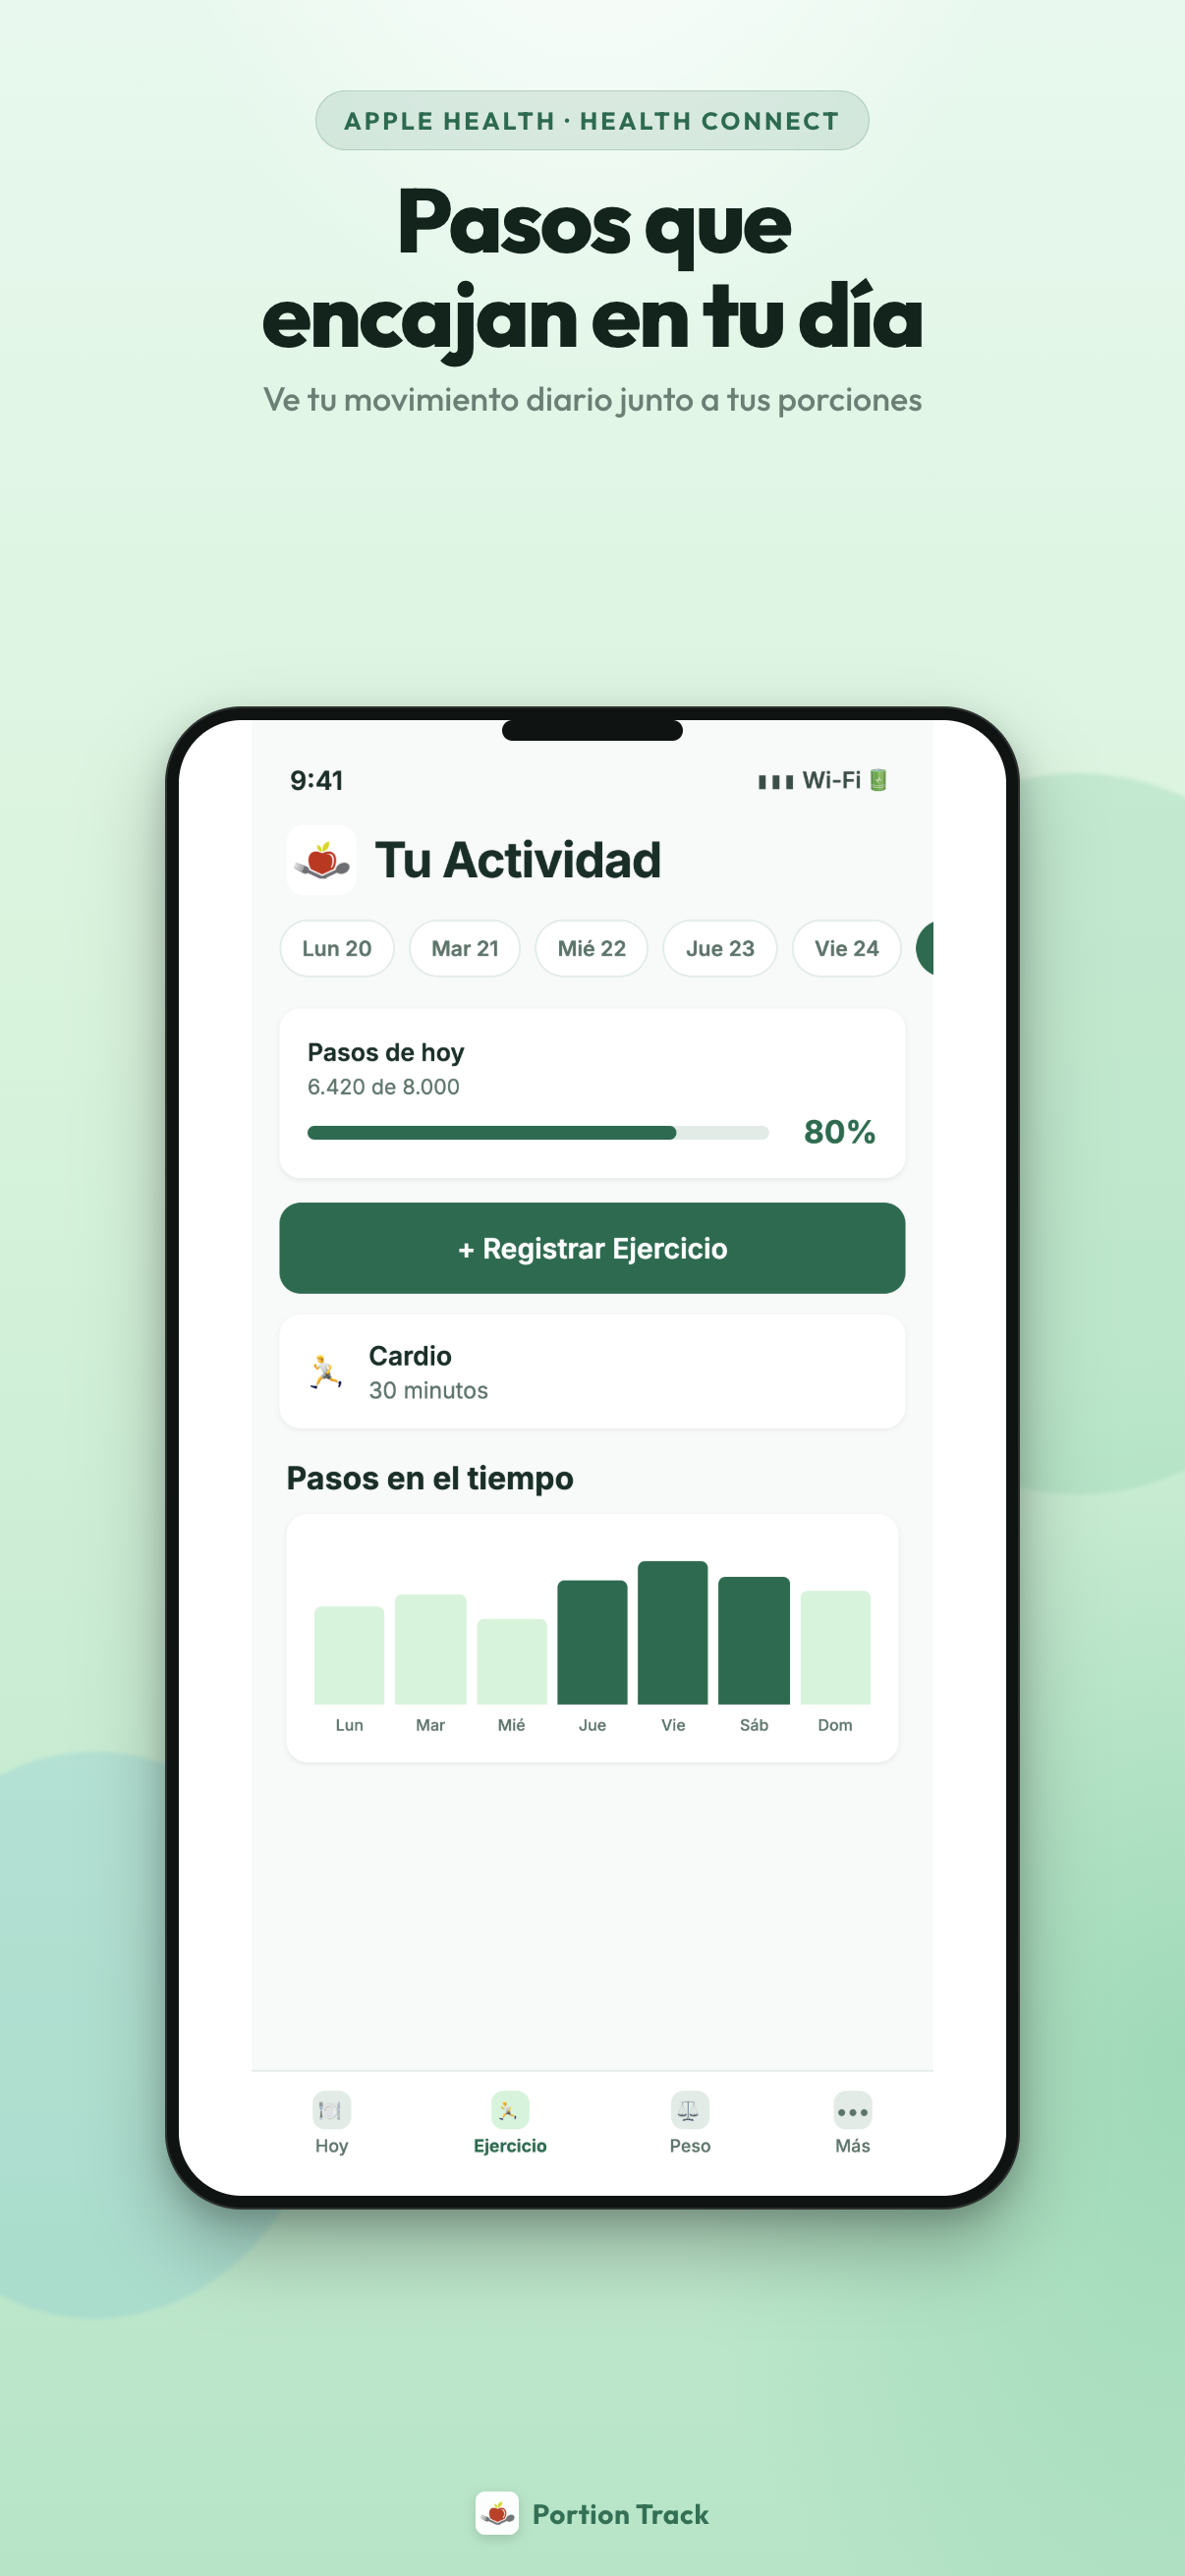 APPLE HEALTH · HEALTH CONNECT
Pasos que
encajan en tu día
Ve tu movimiento diario junto a tus porciones
9:41
Wi-Fi
Tu Actividad
Lun 20
Mar 21
Mié 22
Jue 23
Vie 24
Pasos de hoy
6.420 de 8.000
80%
+ Registrar Ejercicio
Cardio
30 minutos
Pasos en el tiempo
Lun
Mar
Mié
Jue
Vie
Sáb
Dom
Hoy
Ejercicio
Peso
Más
Portion Track